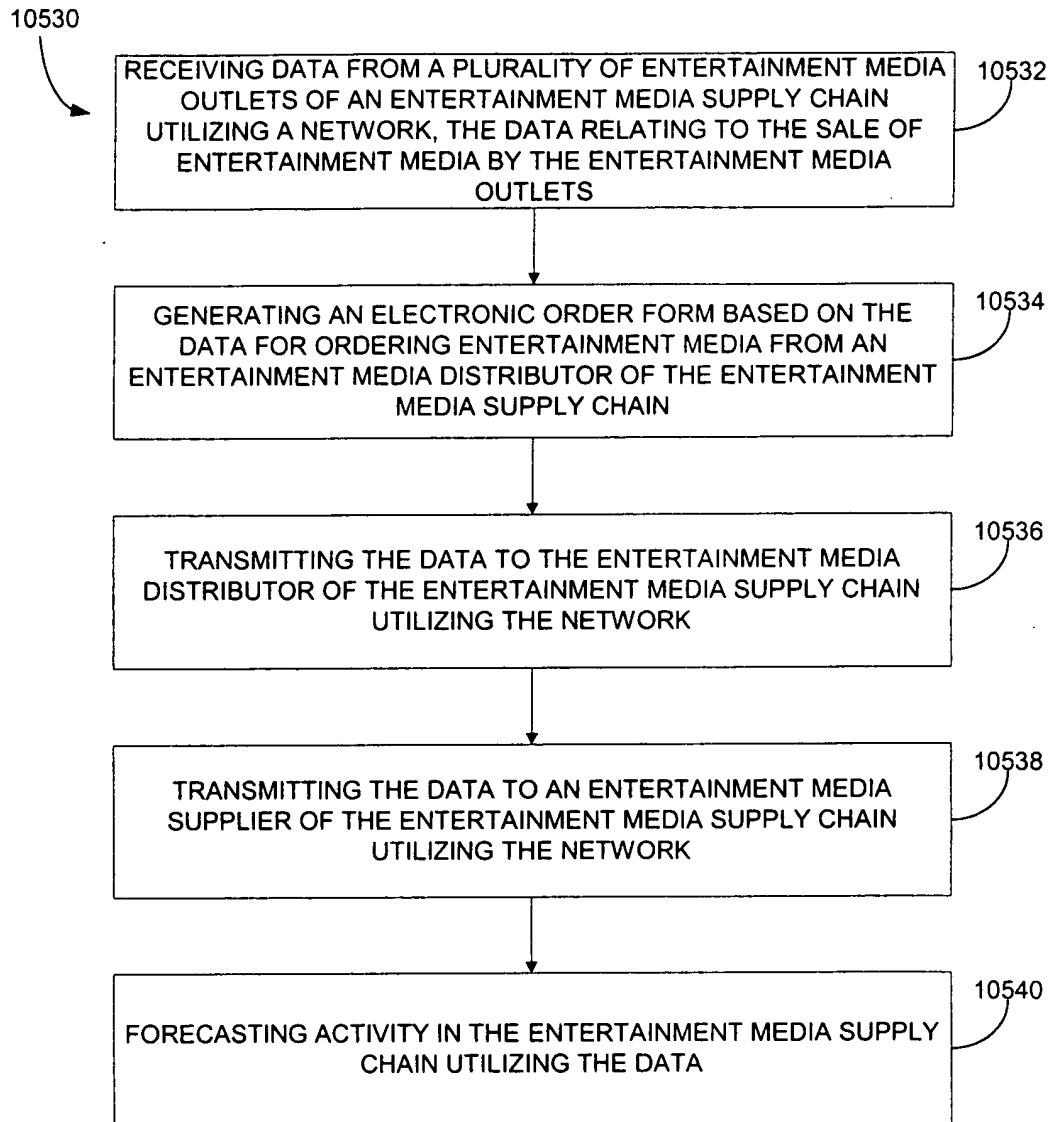 10530
RECEIVING DATA FROM A PLURALITY OF ENTERTAINMENT MEDIA
OUTLETS OF AN ENTERTAINMENT MEDIA SUPPLY CHAIN
UTILIZING A NETWORK, THE DATA RELATING TO THE SALE OF
ENTERTAINMENT MEDIA BY THE ENTERTAINMENT MEDIA
OUTLETS
10532
GENERATING AN ELECTRONIC ORDER FORM BASED ON THE
DATA FOR ORDERING ENTERTAINMENT MEDIA FROM AN
ENTERTAINMENT MEDIA DISTRIBUTOR OF THE ENTERTAINMENT
MEDIA SUPPLY CHAIN
10534
TRANSMITTING THE DATA TO THE ENTERTAINMENT MEDIA
DISTRIBUTOR OF THE ENTERTAINMENT MEDIA SUPPLY CHAIN
UTILIZING THE NETWORK
10536
TRANSMITTING THE DATA TO AN ENTERTAINMENT MEDIA
SUPPLIER OF THE ENTERTAINMENT MEDIA SUPPLY CHAIN
UTILIZING THE NETWORK
10538
FORECASTING ACTIVITY IN THE ENTERTAINMENT MEDIA SUPPLY
CHAIN UTILIZING THE DATA
10540